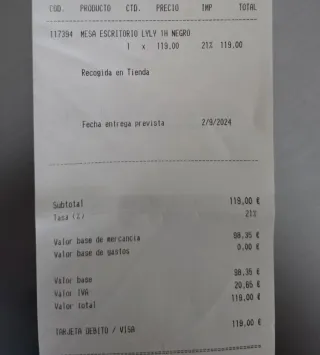 COD. PRODUCTO CTD. PRECIO IMP TOTAL
117394 MESA ESCRITORIO LYLY 1H NEGRO
1 x 119.00 21% 119.00
Recogida en Tienda
Fecha entrega prevista 2/9/2024
Subtotal 119,00 €
Tasa (%) 21%
Valor base de mercancia 98,35 €
Valor base de gastos 0,00 €
Valor base 98,35 €
Valor IVA 20,65 €
Valor total 119,00 €
TARJETA DEBITO / VISA 119,00 €